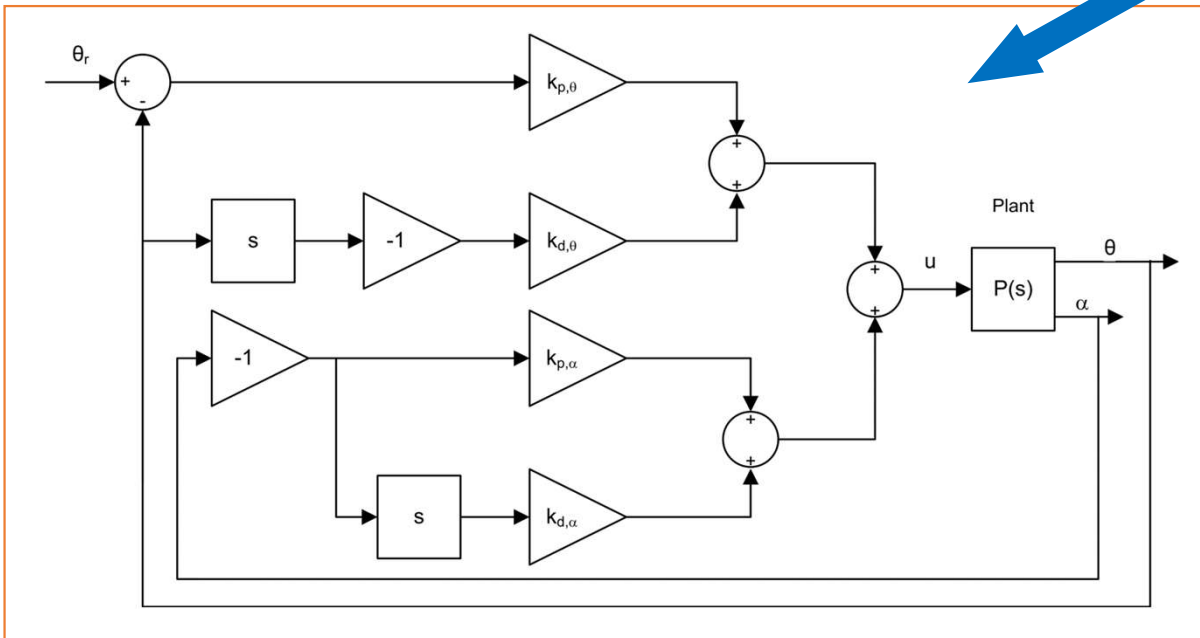 θr
+
-
kp,θ
+
+
s
-1
kd,θ
Plant
u
P(s)
θ
α
+
+
-1
kp,α
+
+
s
kd,α